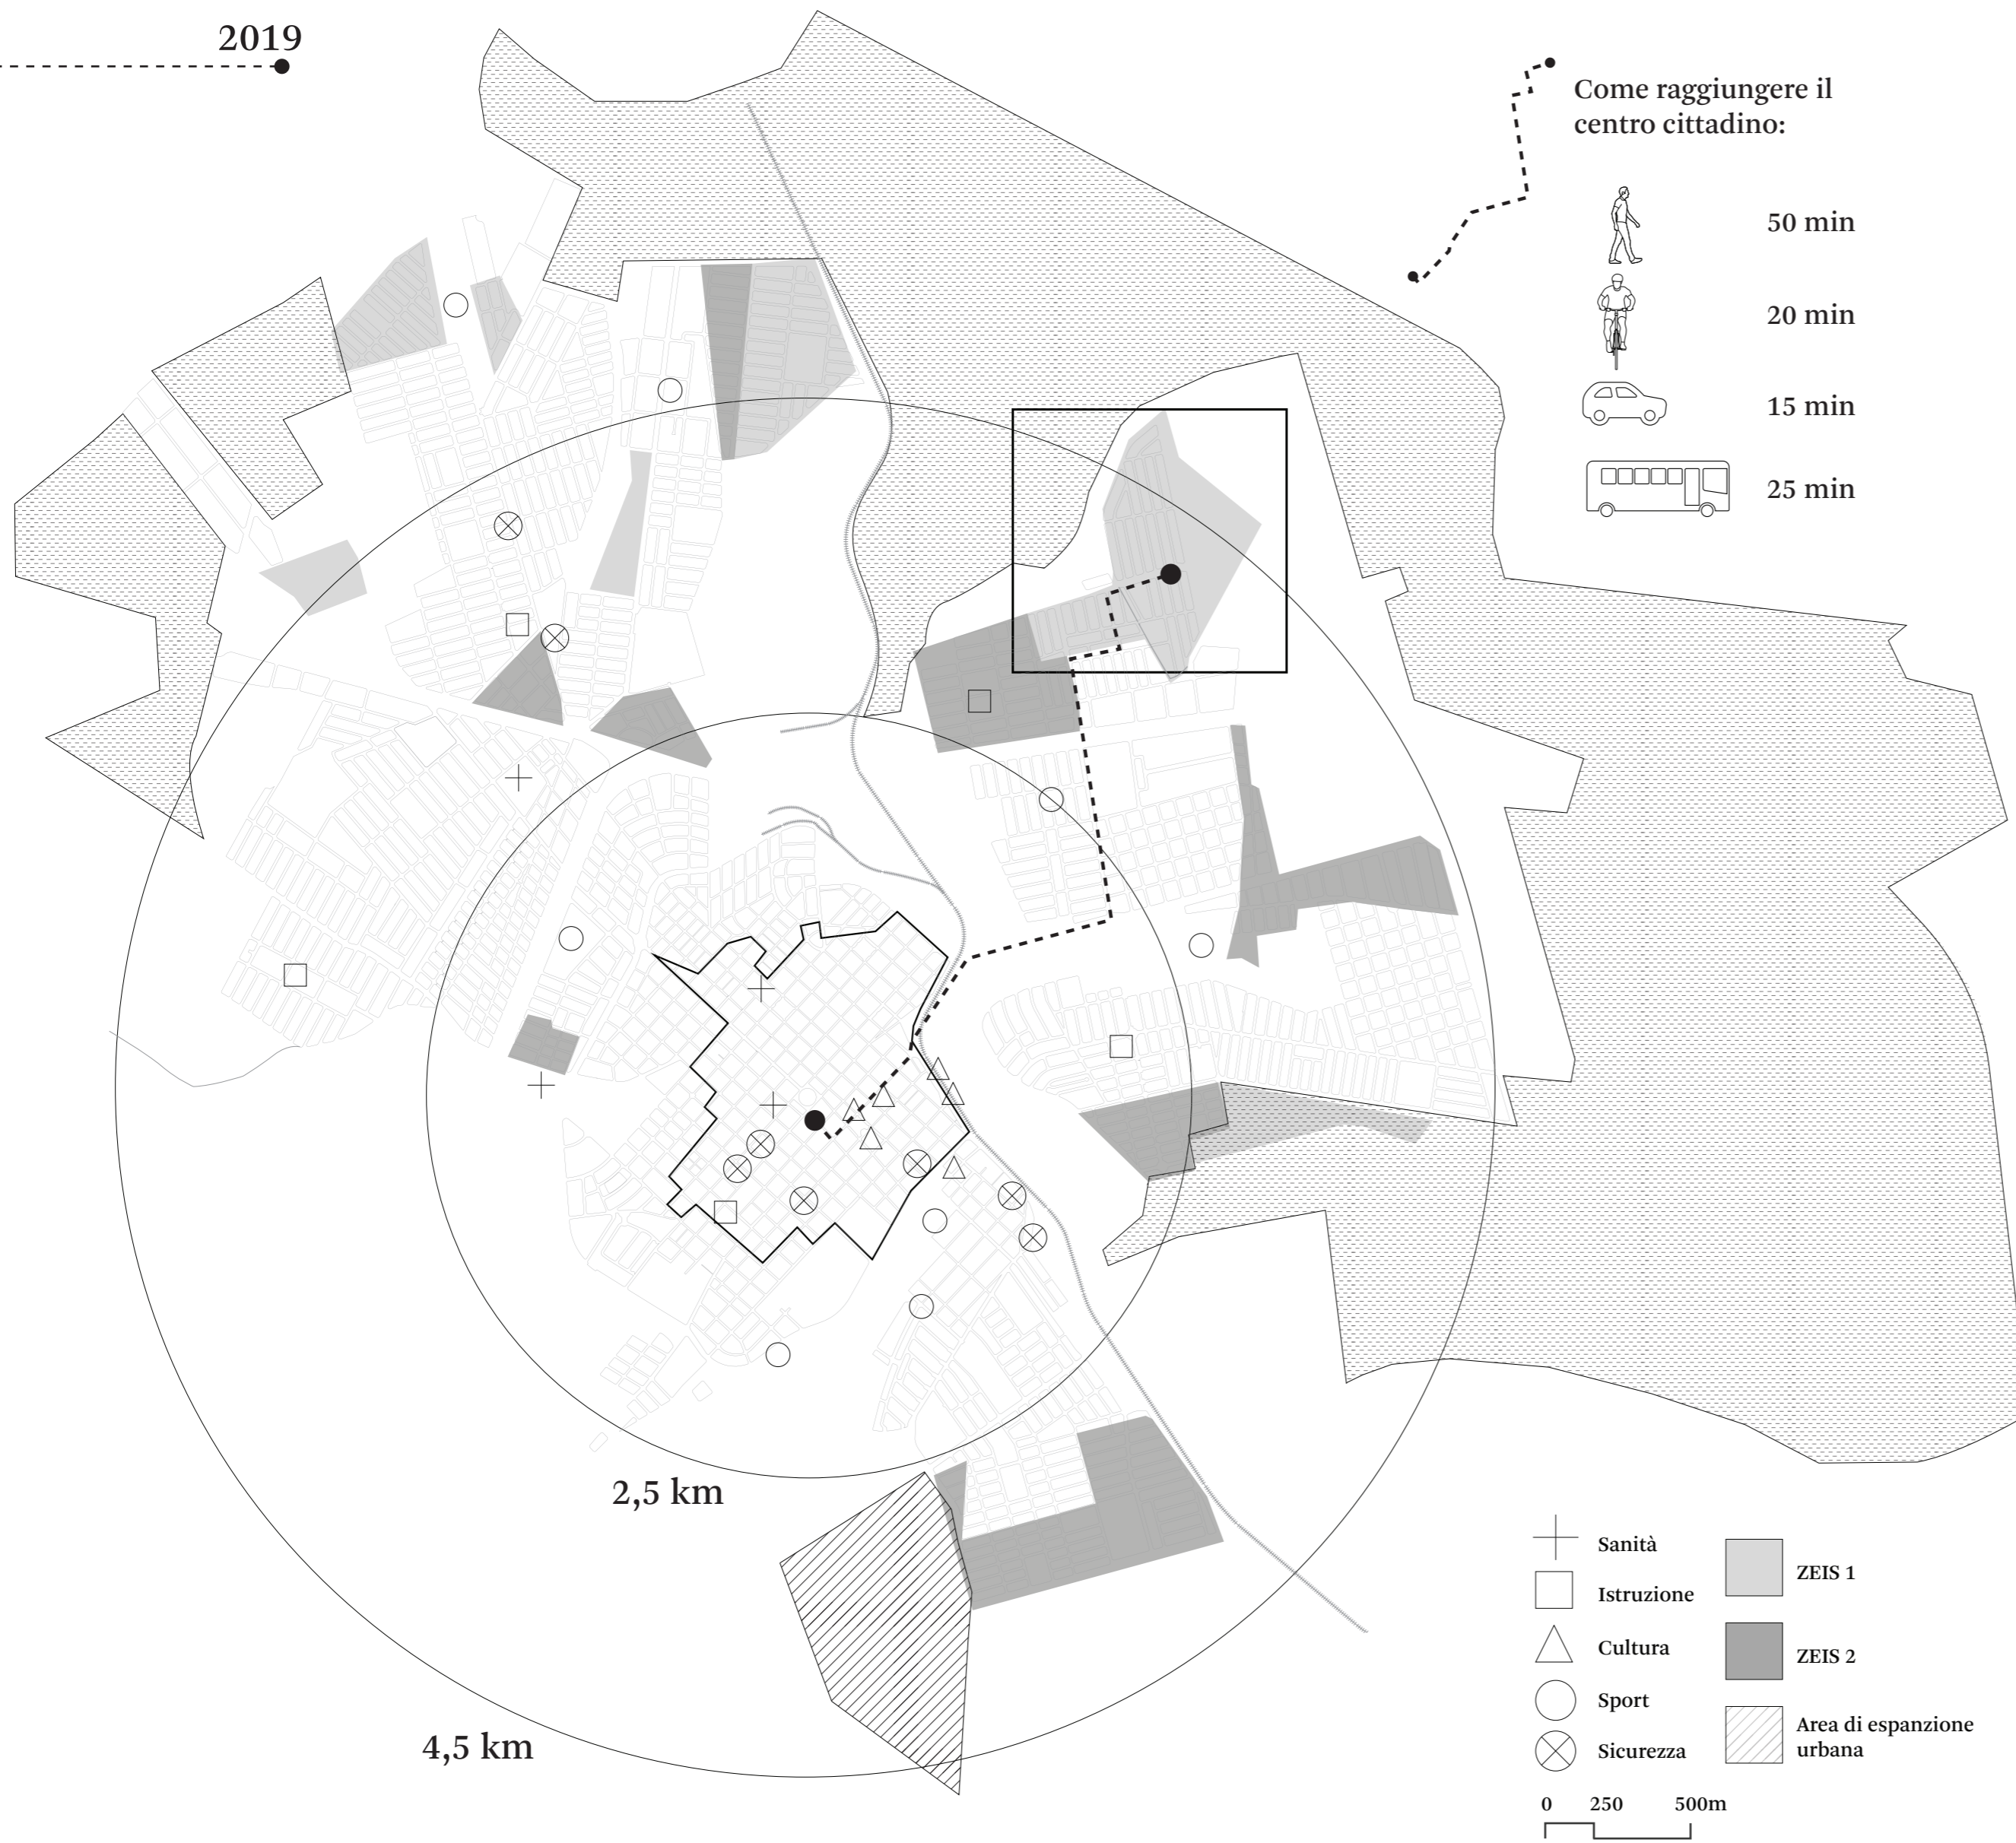 2019
Come raggiungere il
centro cittadino:
50 min
20 min
15 min
25 min
2,5 km
4,5 km
Sanità
Istruzione
Cultura
Sport
Sicurezza
ZEIS 1
ZEIS 2
Area di espanzione
urbana
0 250 500m